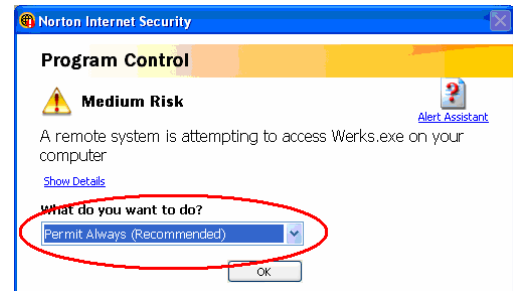 Norton Internet Security
Program Control
Medium Risk
Alert Assistant
A remote system is attempting to access Werks.exe on your
computer
Show Details
What do you want to do?
Permit Always (Recommended)
OK